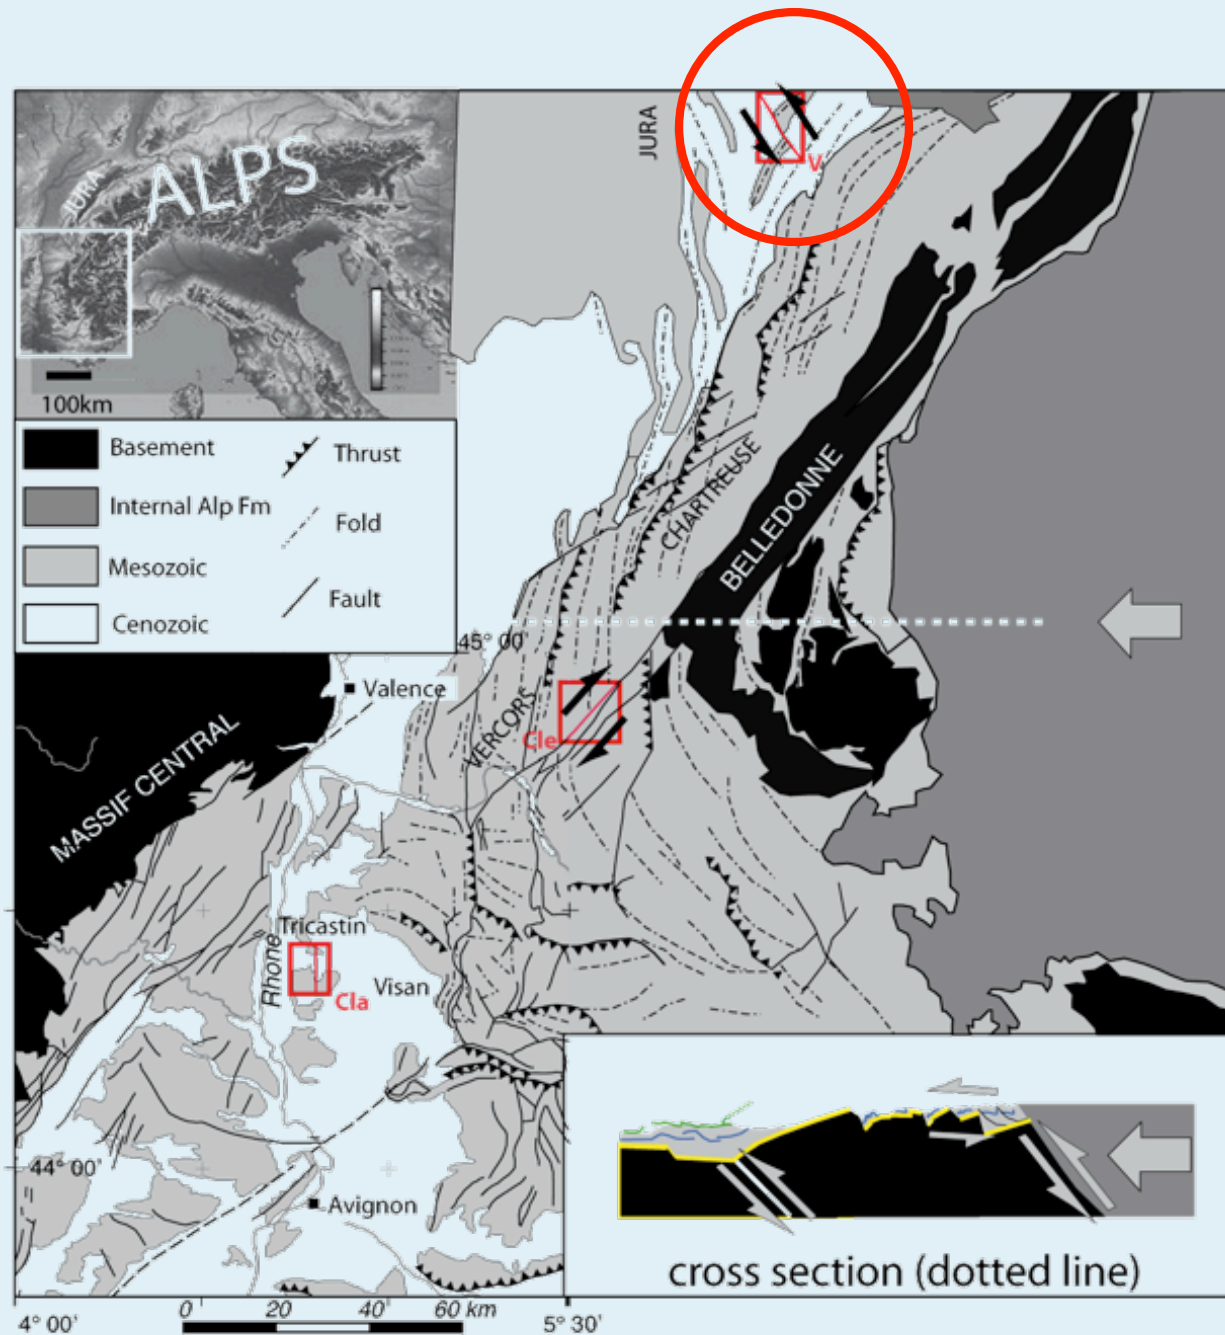 JURA
V
ALPS
JURA
100km
Basement
Thrust
Internal Alp Fm
Fold
Mesozoic
Fault
Cenozoic
CHARTREUSE
BELLEDONNE
45° 00'
Valence
VERCORS
Cle
MASSIF CENTRAL
Tricastin
Rhone
Visan
Cla
44° 00'
Avignon
cross section (dotted line)
0 20 40 60 km
4° 00' 5° 30'